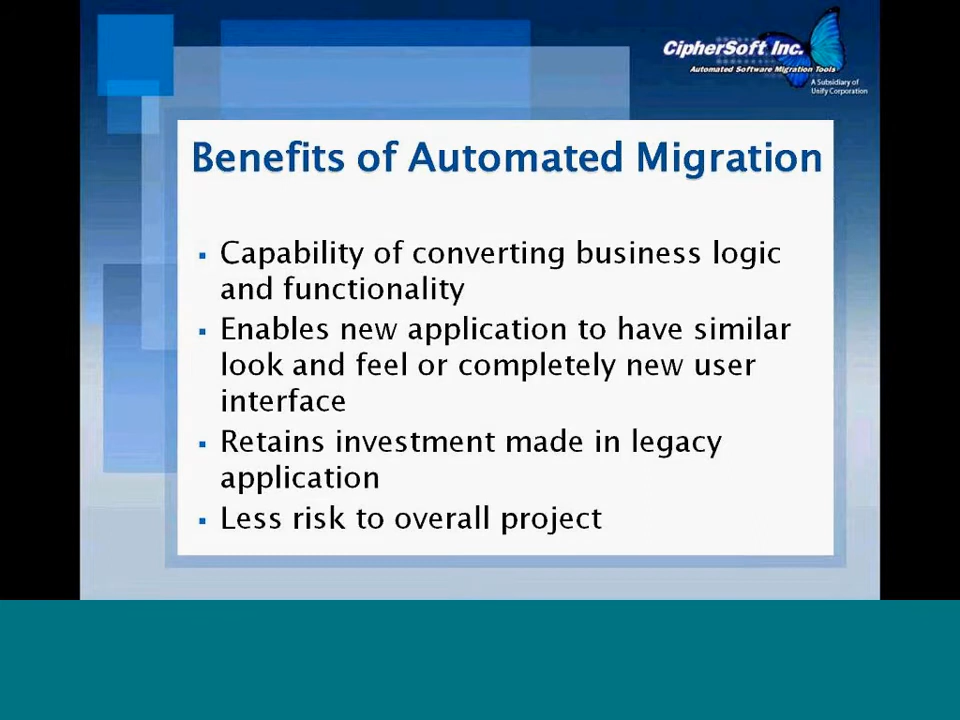 CipherSoft Inc.
Automated Software Migration Tools
A Subsidiary of
Unify Corporation
Benefits of Automated Migration
▪ Capability of converting business logic
and functionality
▪ Enables new application to have similar
look and feel or completely new user
interface
▪ Retains investment made in legacy
application
▪ Less risk to overall project